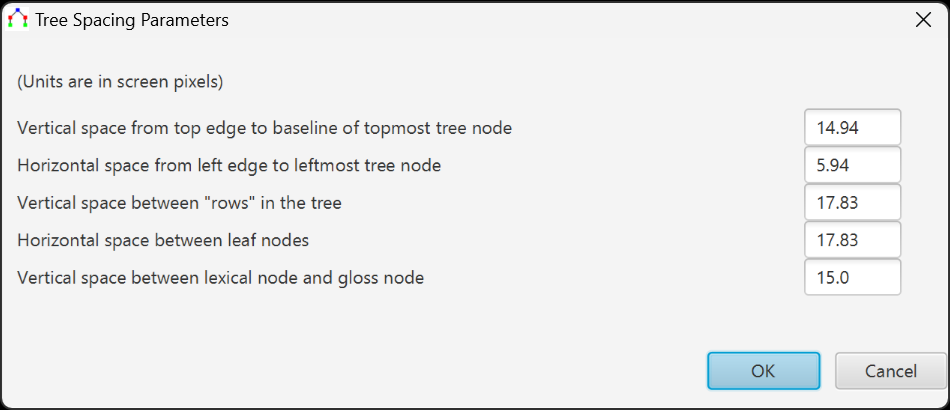 Tree Spacing Parameters
(Units are in screen pixels)
Vertical space from top edge to baseline of topmost tree node 14.94
Horizontal space from left edge to leftmost tree node 5.94
Vertical space between "rows" in the tree 17.83
Horizontal space between leaf nodes 17.83
Vertical space between lexical node and gloss node 15.0
OK Cancel